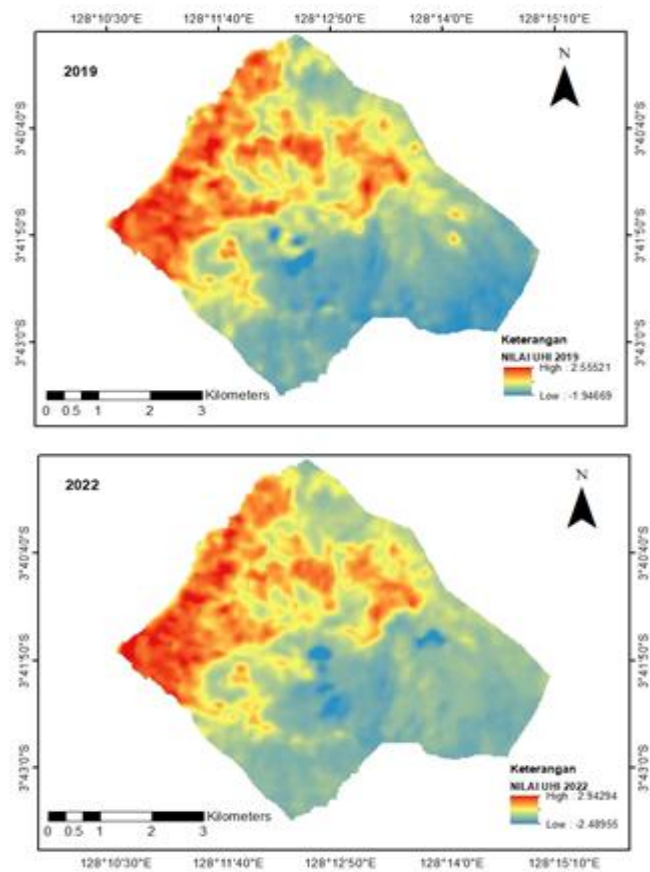 128°10'30"E 128°11'40"E 128°12'50"E 128°14'0"E 128°15'10"E
2019
N
3°40'40"S 3°40'40"S
3°41'50"S 3°41'50"S
3°43'0"S 3°43'0"S
Keterangan
NILAI UHI 2019
High : 2.55521
Low : -1.94669
Kilometers
0 0.5 1 2 3
2022
N
3°40'40"S 3°40'40"S
3°41'50"S 3°41'50"S
3°43'0"S 3°43'0"S
Keterangan
NILAI UHI 2022
High : 2.94294
Low : -2.48955
Kilometers
0 0.5 1 2 3
128°10'30"E 128°11'40"E 128°12'50"E 128°14'0"E 128°15'10"E